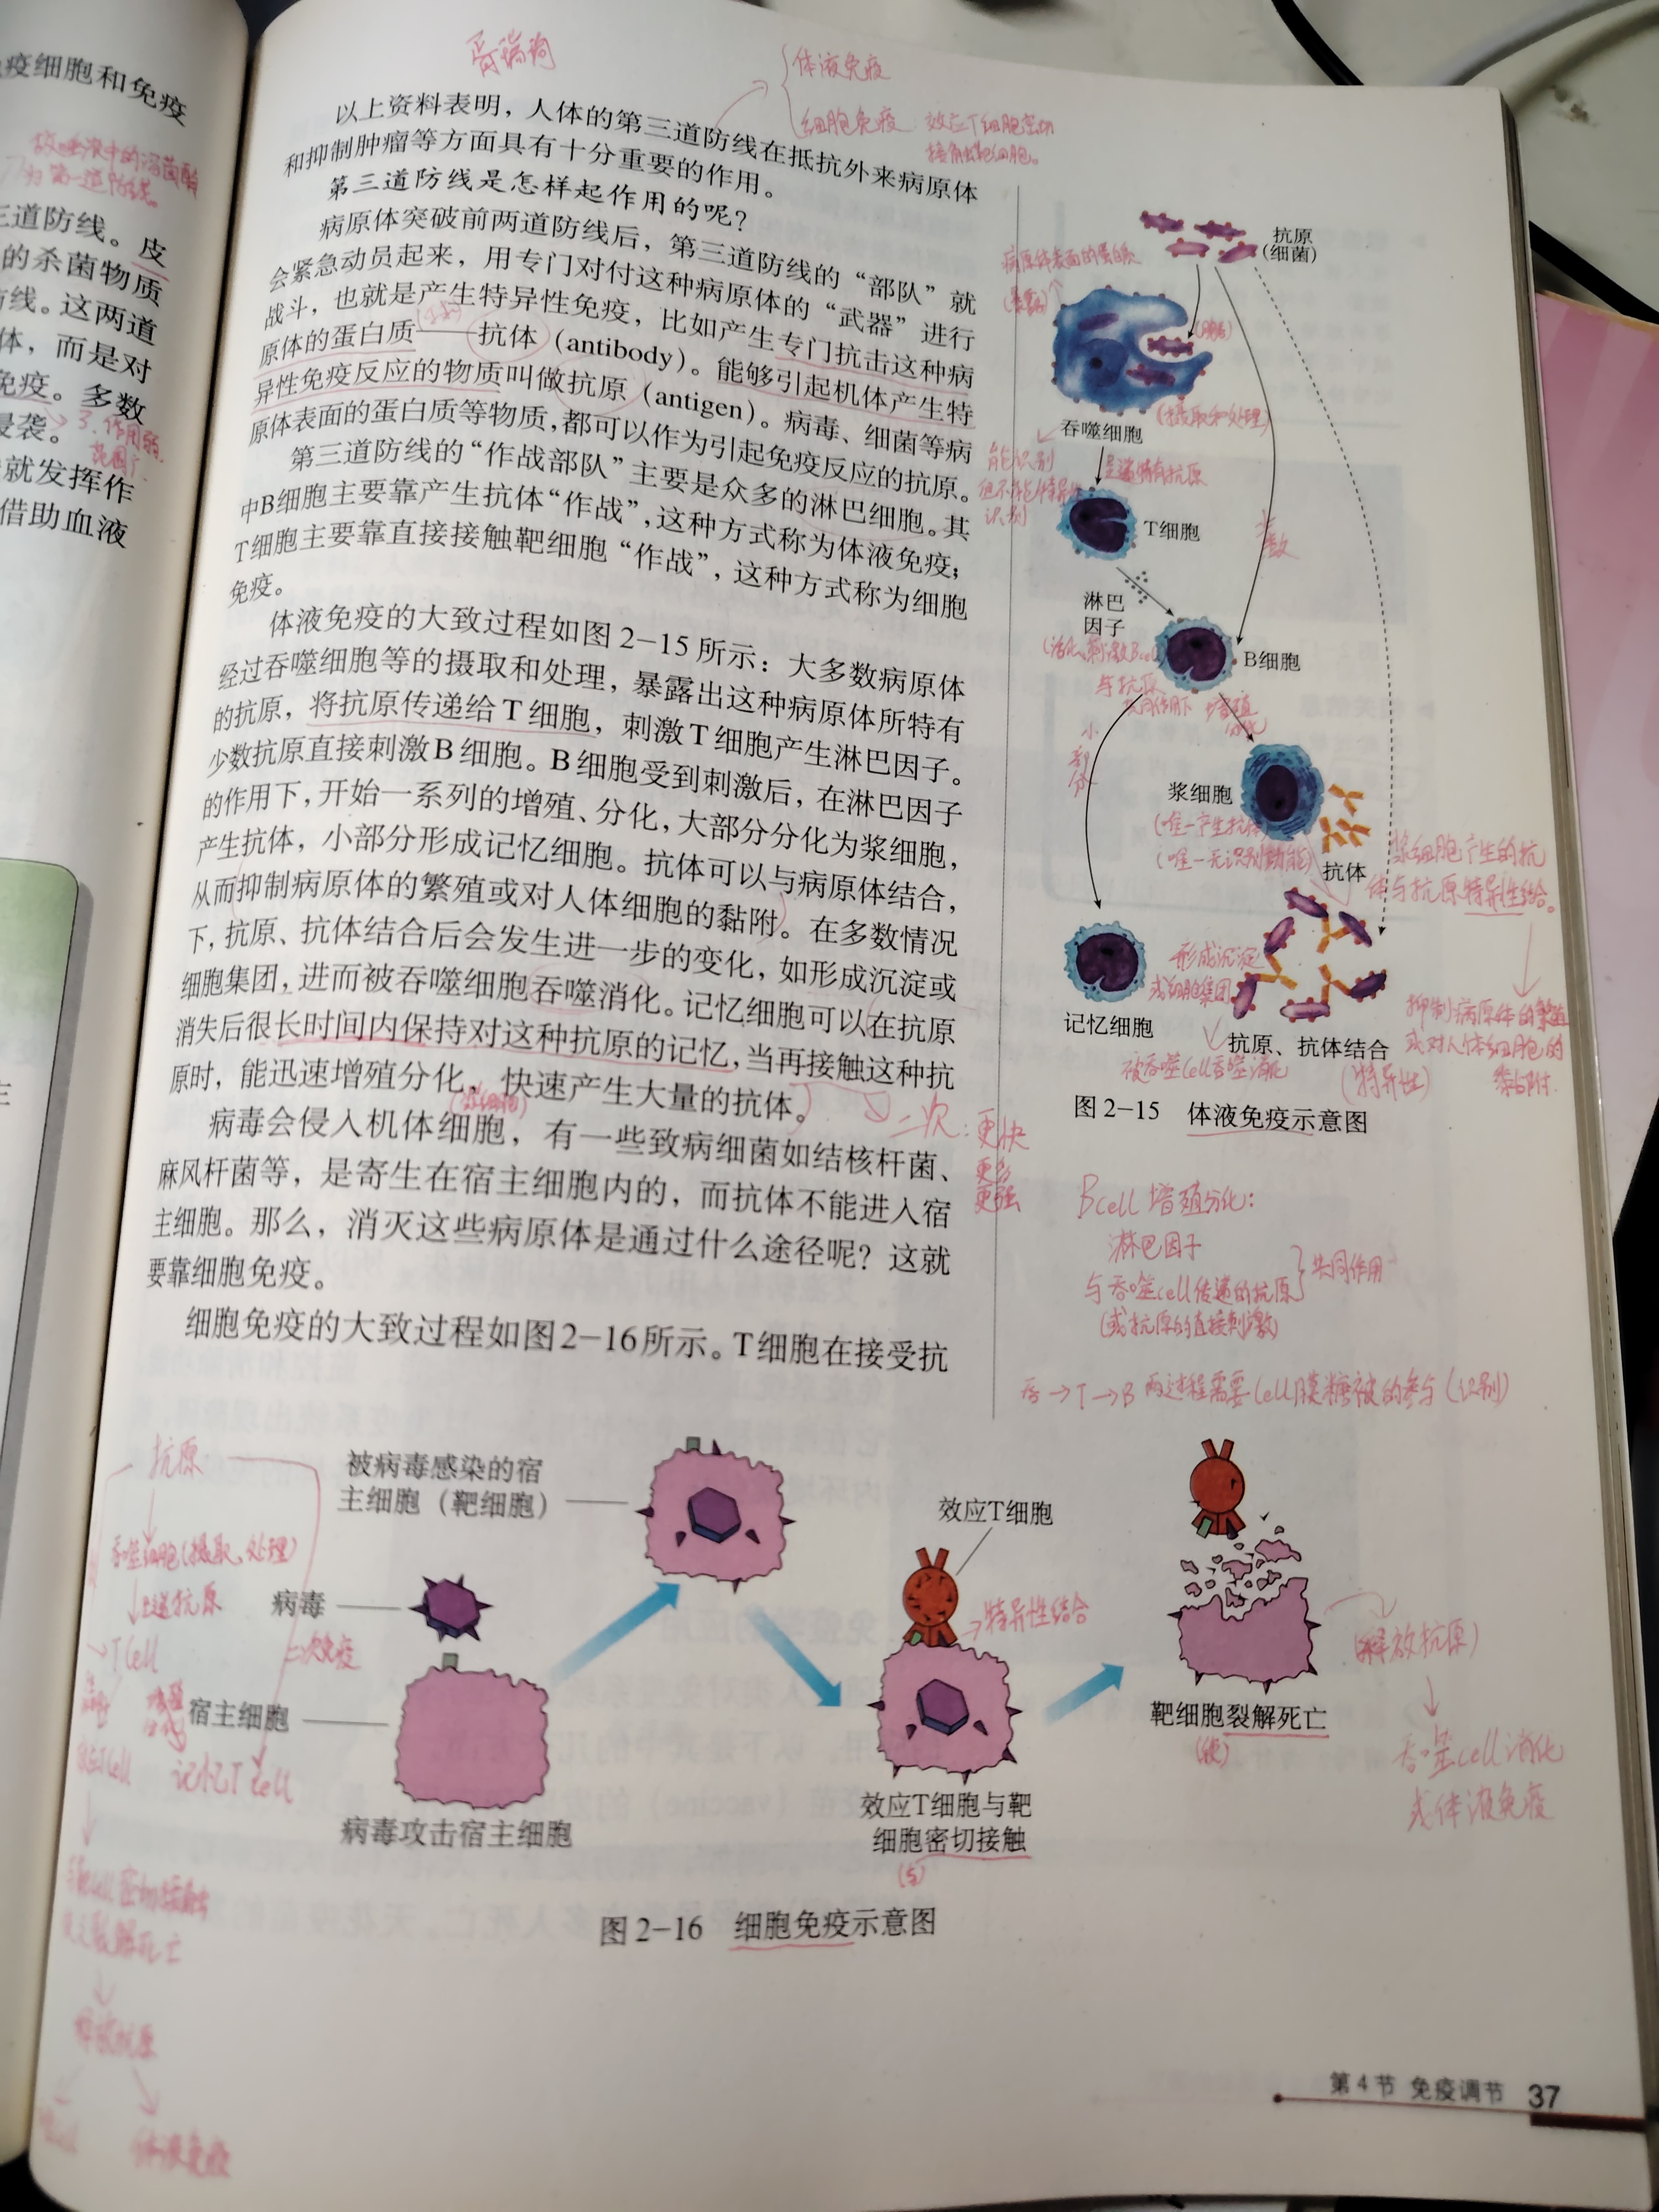 疫细胞和免疫
三道防线。皮
的杀菌物质
防线。这两道
体，而是对
免疫。多数
侵袭。
就发挥作
借助血液
体液免疫
细胞免疫
效应T细胞密切
接触靶细胞。
以上资料表明，人体的第三道防线在抵抗外来病原体
和抑制肿瘤等方面具有十分重要的作用。
第三道防线是怎样起作用的呢？
病原体突破前两道防线后，第三道防线的“部队”就
会紧急动员起来，用专门对付这种病原体的“武器”进行
战斗，也就是产生特异性免疫，比如产生专门抗击这种病
原体的蛋白质——抗体（antibody）。能够引起机体产生特
异性免疫反应的物质叫做抗原（antigen）。病毒、细菌等病
原体表面的蛋白质等物质，都可以作为引起免疫反应的抗原。
第三道防线的“作战部队”主要是众多的淋巴细胞。其
中B细胞主要靠产生抗体“作战”，这种方式称为体液免疫；
T细胞主要靠直接接触靶细胞“作战”，这种方式称为细胞
免疫。
体液免疫的大致过程如图2-15所示：大多数病原体
经过吞噬细胞等的摄取和处理，暴露出这种病原体所特有
的抗原，将抗原传递给T细胞，刺激T细胞产生淋巴因子。
少数抗原直接刺激B细胞。B细胞受到刺激后，在淋巴因子
的作用下，开始一系列的增殖、分化，大部分分化为浆细胞，
产生抗体，小部分形成记忆细胞。抗体可以与病原体结合，
从而抑制病原体的繁殖或对人体细胞的黏附。在多数情况
下，抗原、抗体结合后会发生进一步的变化，如形成沉淀或
细胞集团，进而被吞噬细胞吞噬消化。记忆细胞可以在抗原
消失后很长时间内保持对这种抗原的记忆，当再接触这种抗
原时，能迅速增殖分化，快速产生大量的抗体。
二次：更快
更多
更强
病毒会侵入机体细胞，有一些致病细菌如结核杆菌、
麻风杆菌等，是寄生在宿主细胞内的，而抗体不能进入宿
主细胞。那么，消灭这些病原体是通过什么途径呢？这就
要靠细胞免疫。
细胞免疫的大致过程如图2-16所示。T细胞在接受抗
抗原
（细菌）
病原体表面的蛋白质
（暴露）
吞噬细胞
（摄取和处理）
能识别
但不能特异性
识别
呈递特有抗原
T细胞
少数
淋巴
因子
B细胞
与抗原
共同作用下
增殖
分化
小
部
分
浆细胞
（唯一产生抗体）
（唯一无识别功能）
抗体
浆细胞产生的抗
体与抗原特异性结合。
记忆细胞
形成沉淀
或细胞集团
抗原、抗体结合
（特异性）
被吞噬cell吞噬消化
抑制病原体的繁殖
或对人体细胞的
黏附.
图2-15 体液免疫示意图
Bcell 增殖分化：
淋巴因子
与吞噬cell传递的抗原
（或抗原的直接刺激）
共同作用
吞→T→B 两过程需要cell膜糖被的参与（识别）
抗原
吞噬细胞（摄取、处理）
呈递抗原
Tcell
二次免疫
增殖
分化
记忆T cell
体液免疫
被病毒感染的宿
主细胞（靶细胞）
病毒
宿主细胞
病毒攻击宿主细胞
效应T细胞
特异性结合
效应T细胞与靶
细胞密切接触
靶细胞裂解死亡
（使）
（释放抗原）
吞噬cell消化
或体液免疫
图2-16 细胞免疫示意图
第4节 免疫调节 37